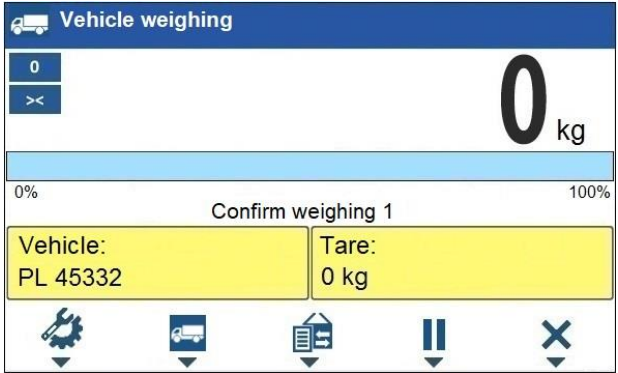 Vehicle weighing
0
><
0 kg
0% 100%
Confirm weighing 1
Vehicle: Tare:
PL 45332 0 kg